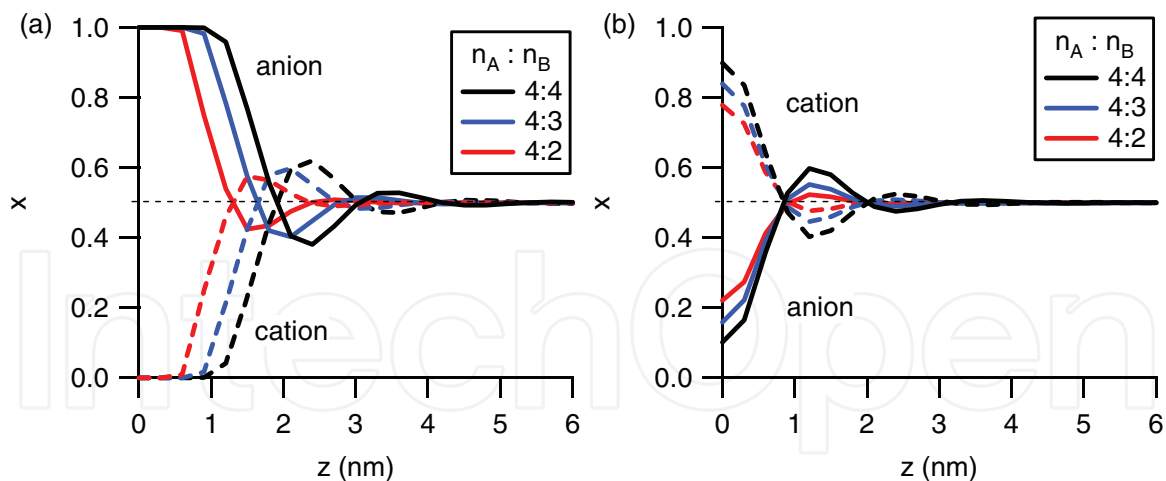 (a)
1.0
0.8
0.6
0.4
0.2
0.0
x
0 1 2 3 4 5 6
z (nm)
anion
cation
n_A : n_B
4:4
4:3
4:2
(b)
1.0
0.8
0.6
0.4
0.2
0.0
x
0 1 2 3 4 5 6
z (nm)
cation
anion
n_A : n_B
4:4
4:3
4:2
IntechOpen